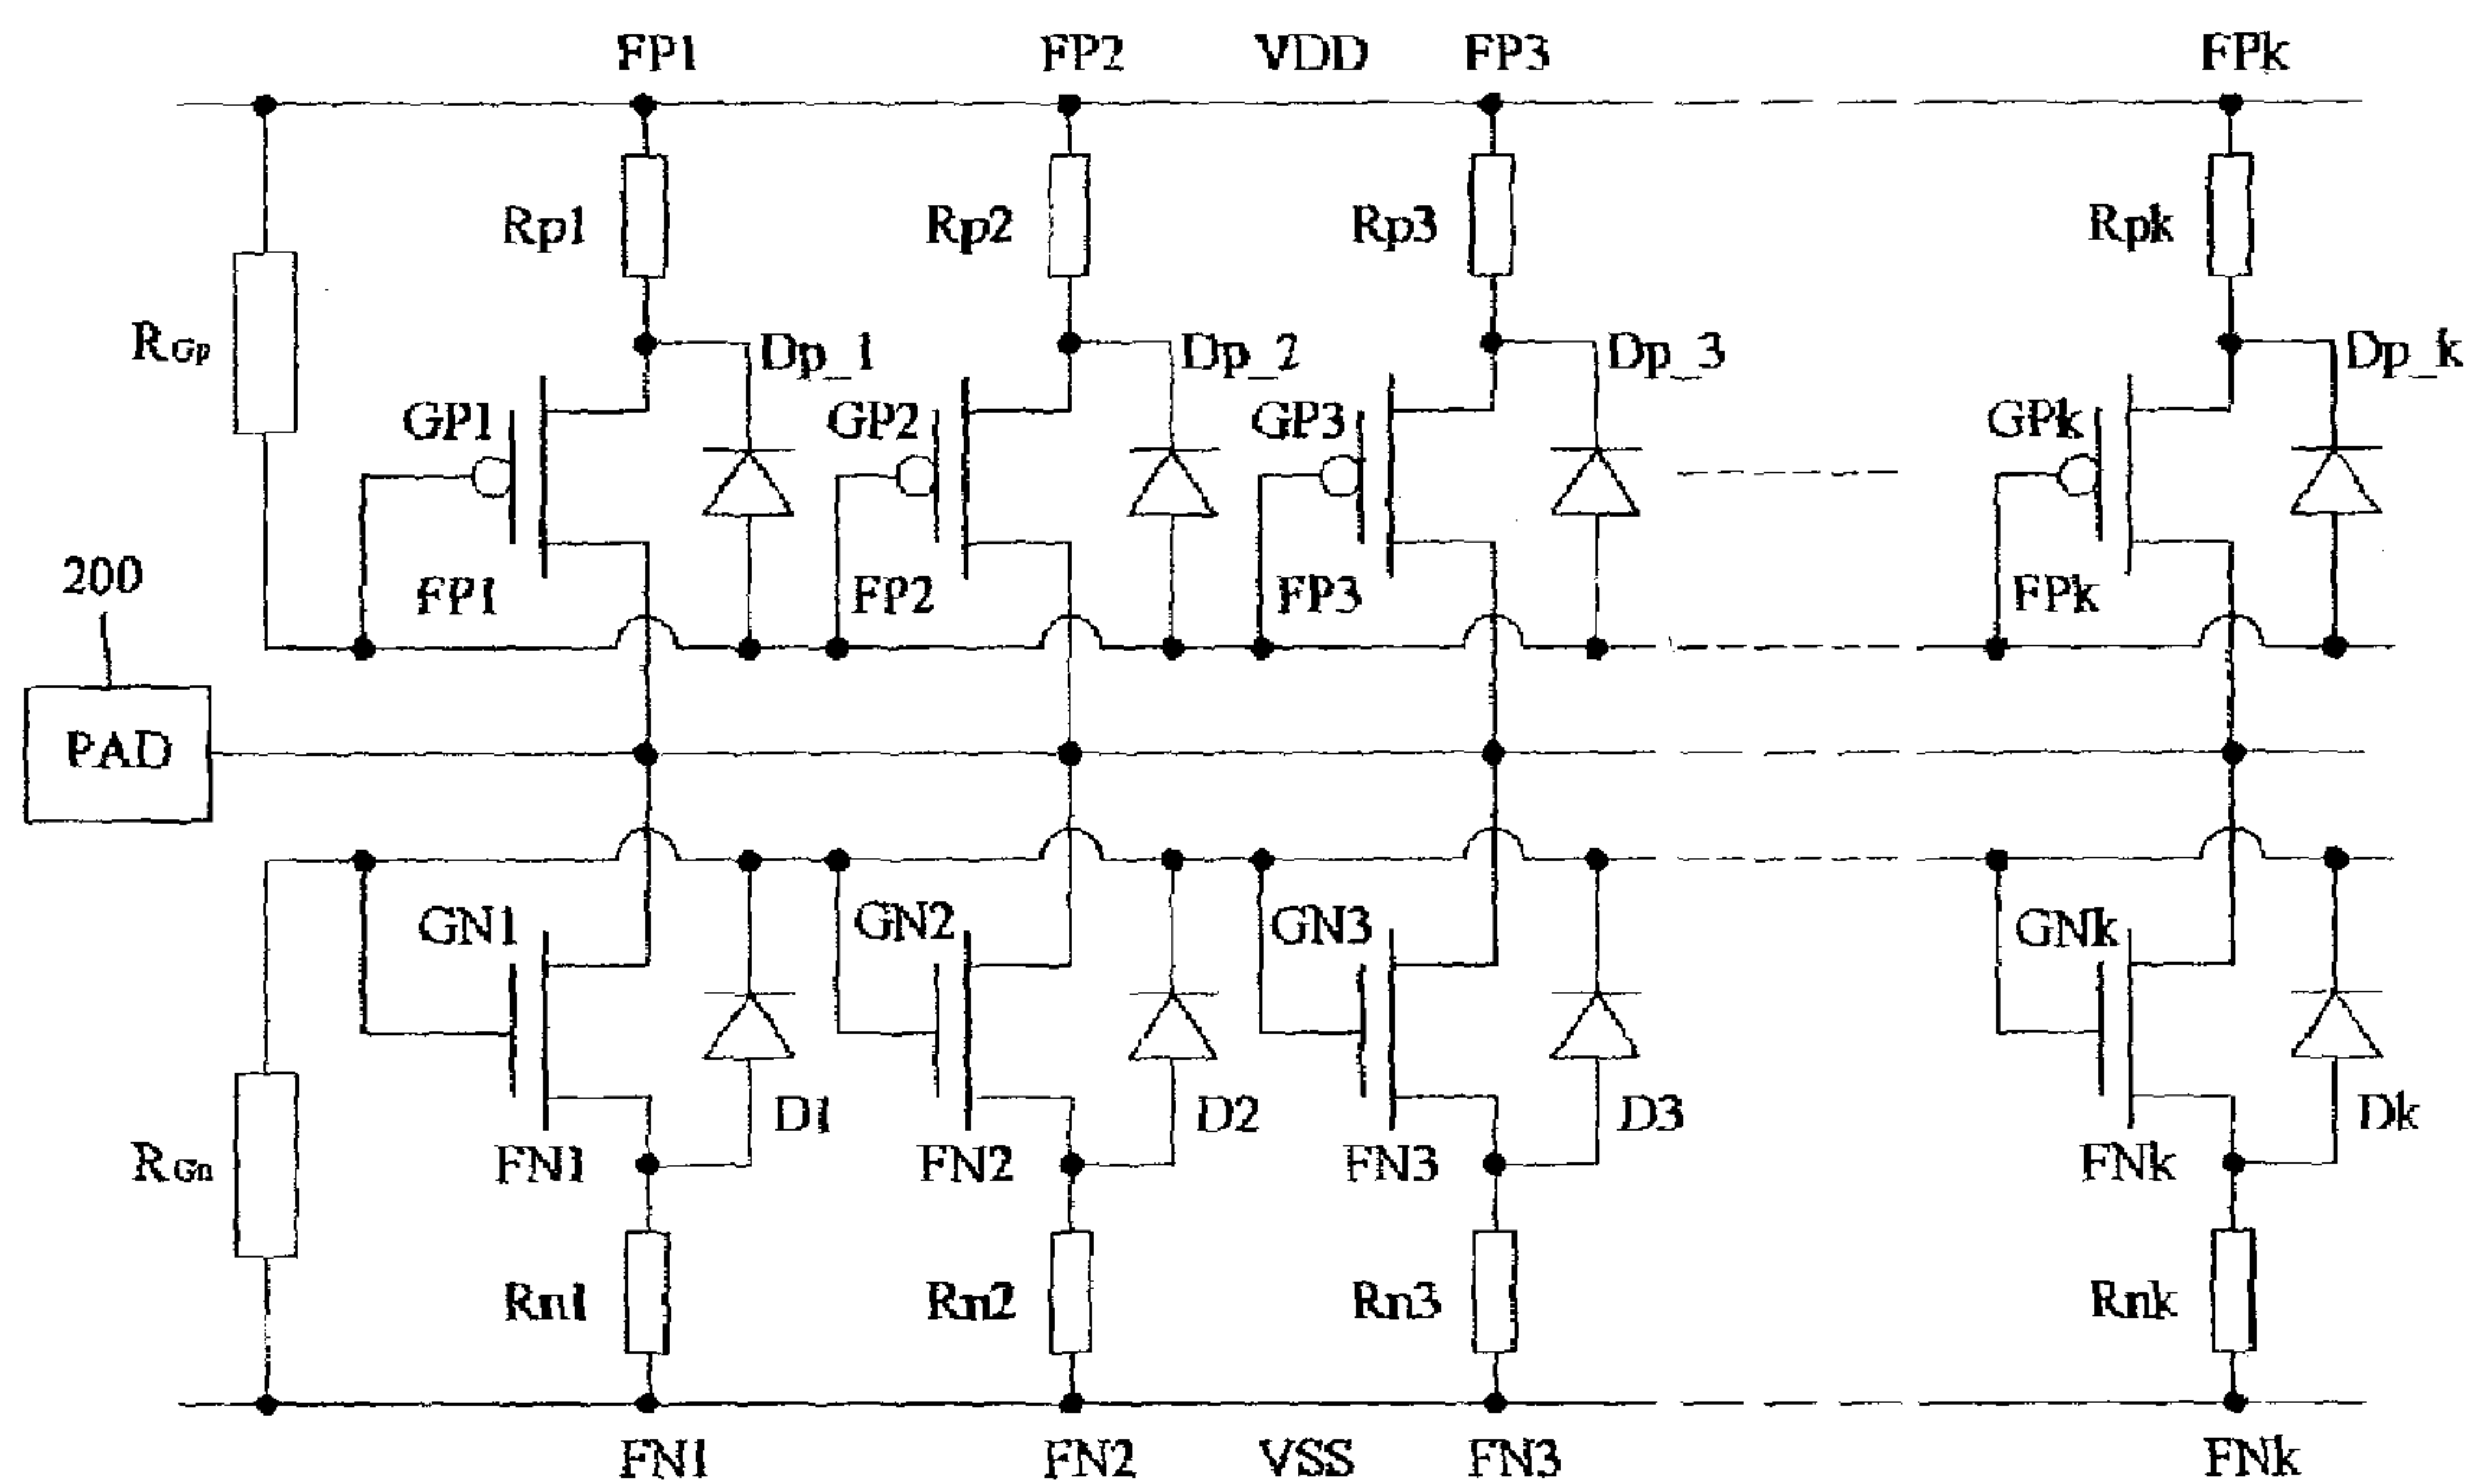 FP1 FP2 VDD FP3 FPk
Rp1 Rp2 Rp3 Rpk
RGp Dp_1 Dp_2 Dp_3 Dp_k
GP1 GP2 GP3 GPk
200 FP1 FP2 FP3 FPk
PAD
GN1 GN2 GN3 GNk
D1 D2 D3 Dk
RGn FN1 FN2 FN3 FNk
Rn1 Rn2 Rn3 Rnk
FN1 FN2 VSS FN3 FNk